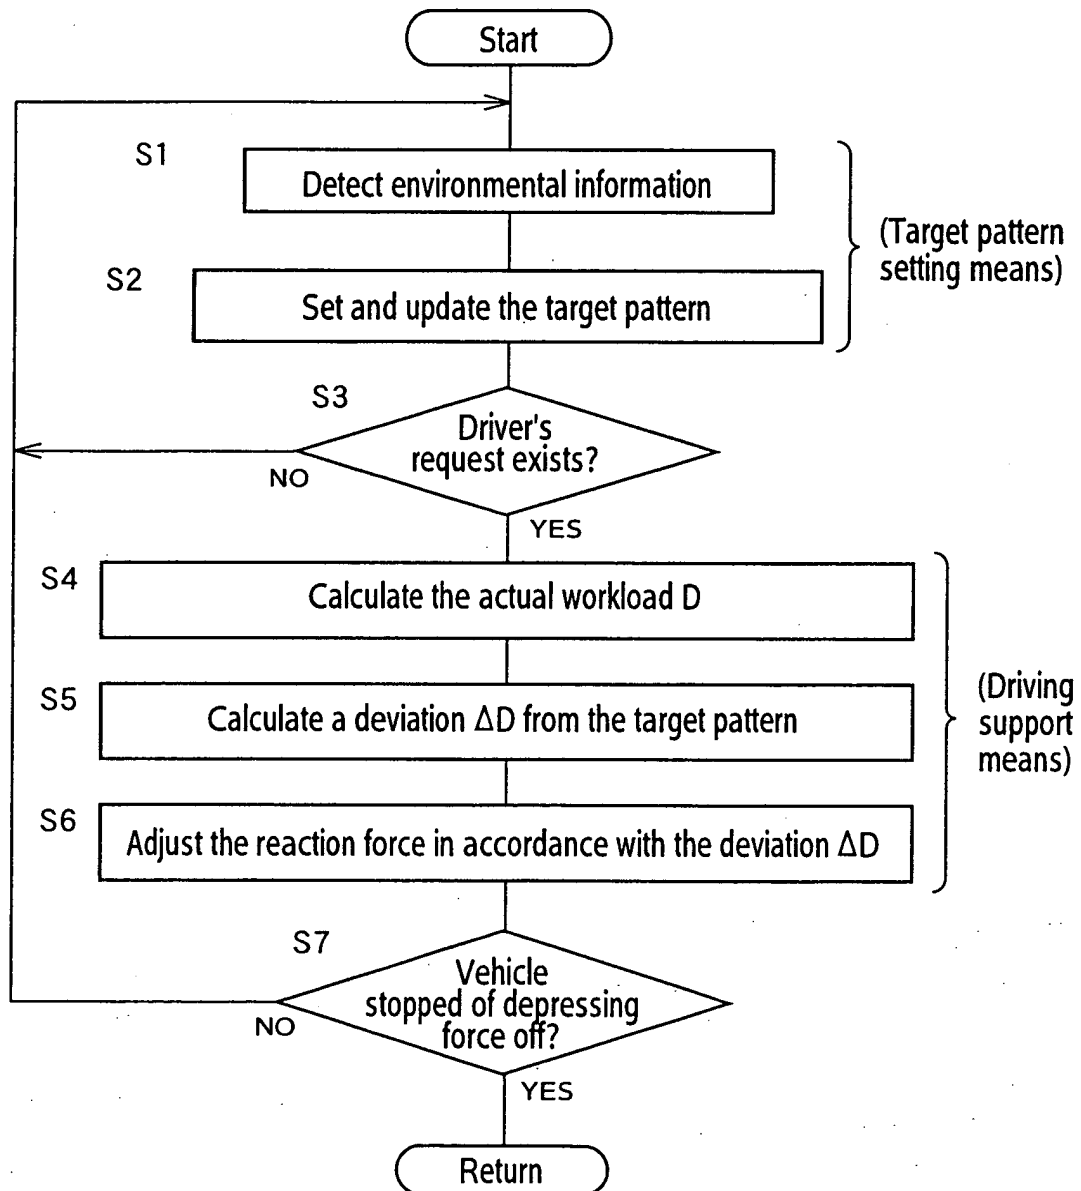 Start
S1
Detect environmental information
(Target pattern
setting means)
S2
Set and update the target pattern
S3
Driver's
request exists?
NO
YES
S4
Calculate the actual workload D
S5
Calculate a deviation ΔD from the target pattern
(Driving
support
means)
S6
Adjust the reaction force in accordance with the deviation ΔD
S7
Vehicle
stopped of depressing
force off?
NO
YES
Return